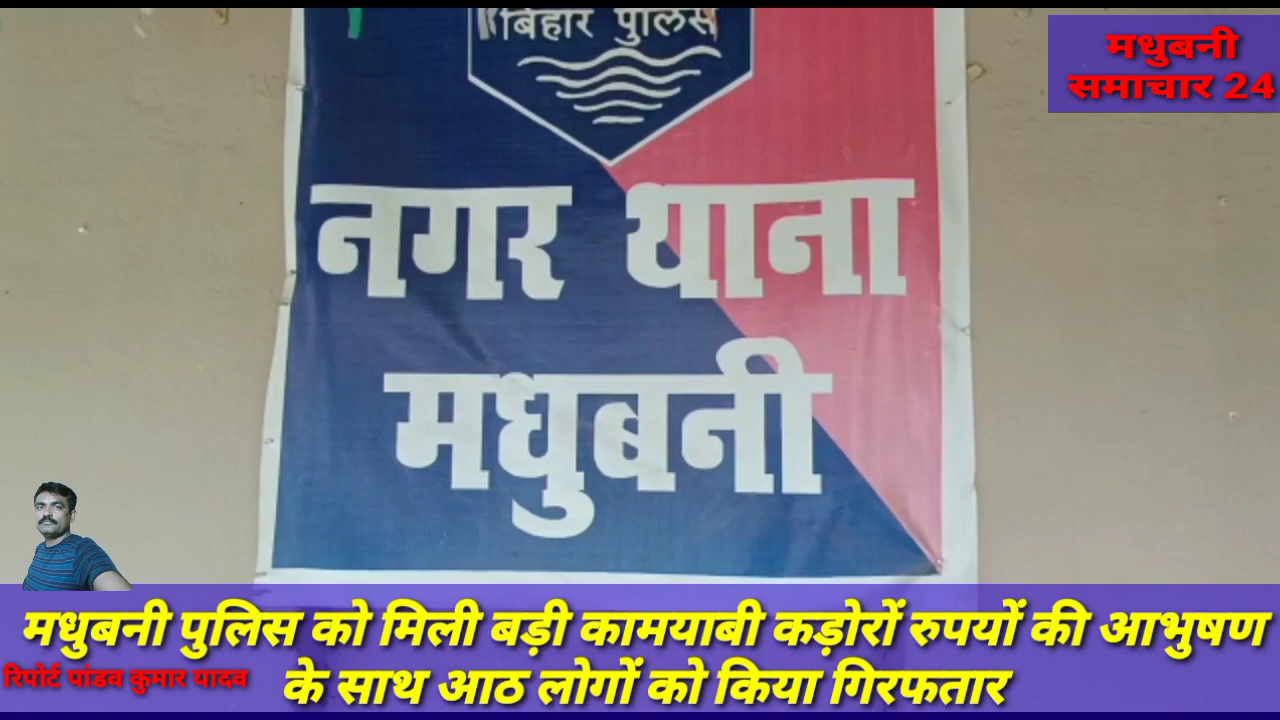 बिहार पुलिस
मधुबनी
समाचार 24
नगर थाना
मधुबनी
मधुबनी पुलिस को मिली बड़ी कामयाबी कड़ोरों रुपयों की आभुषण
रिपोर्ट पांडव कुमार यादव
के साथ आठ लोगों को किया गिरफतार